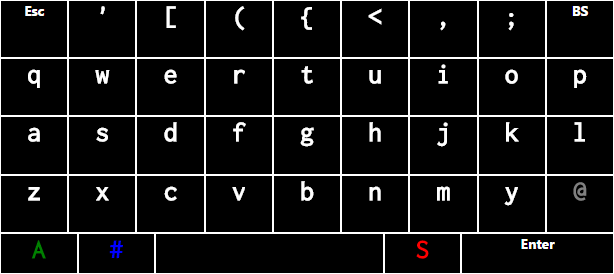 Esc ' [ ( { < , ; BS
q w e r t u i o p
a s d f g h j k l
z x c v b n m y @
A # S Enter